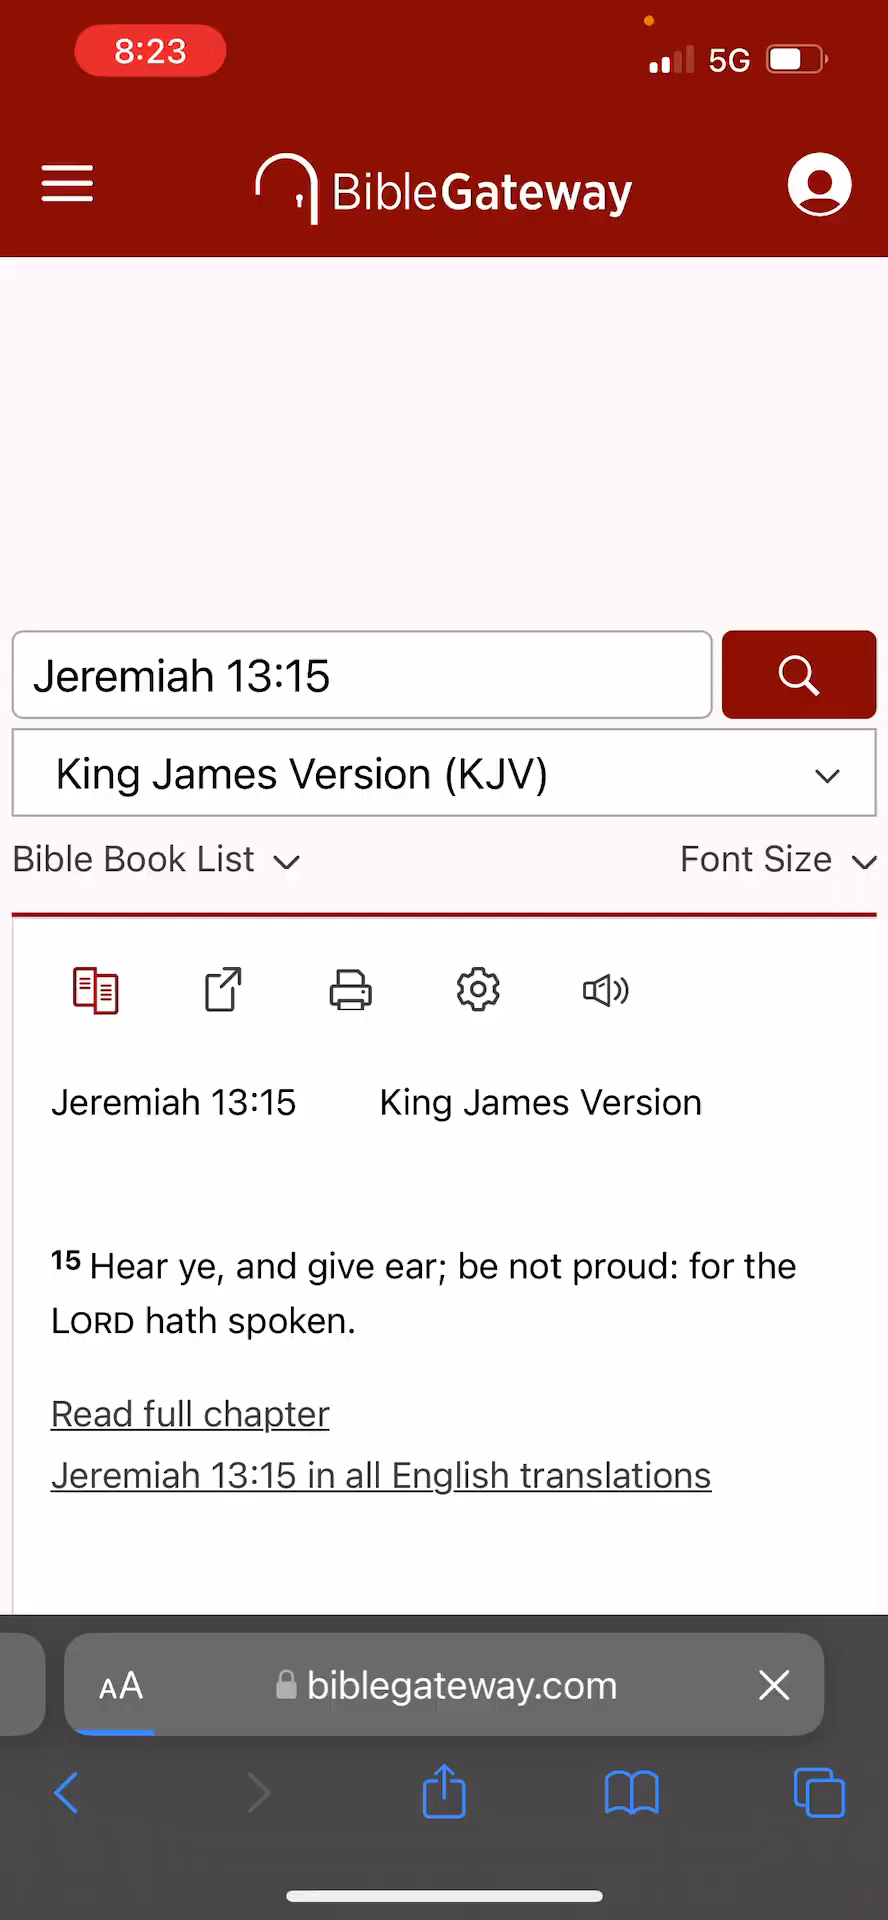 8:23
5G
BibleGateway
Jeremiah 13:15
King James Version (KJV)
Bible Book List
Font Size
Jeremiah 13:15 King James Version
15 Hear ye, and give ear; be not proud: for the
LORD hath spoken.
Read full chapter
Jeremiah 13:15 in all English translations
AA biblegateway.com